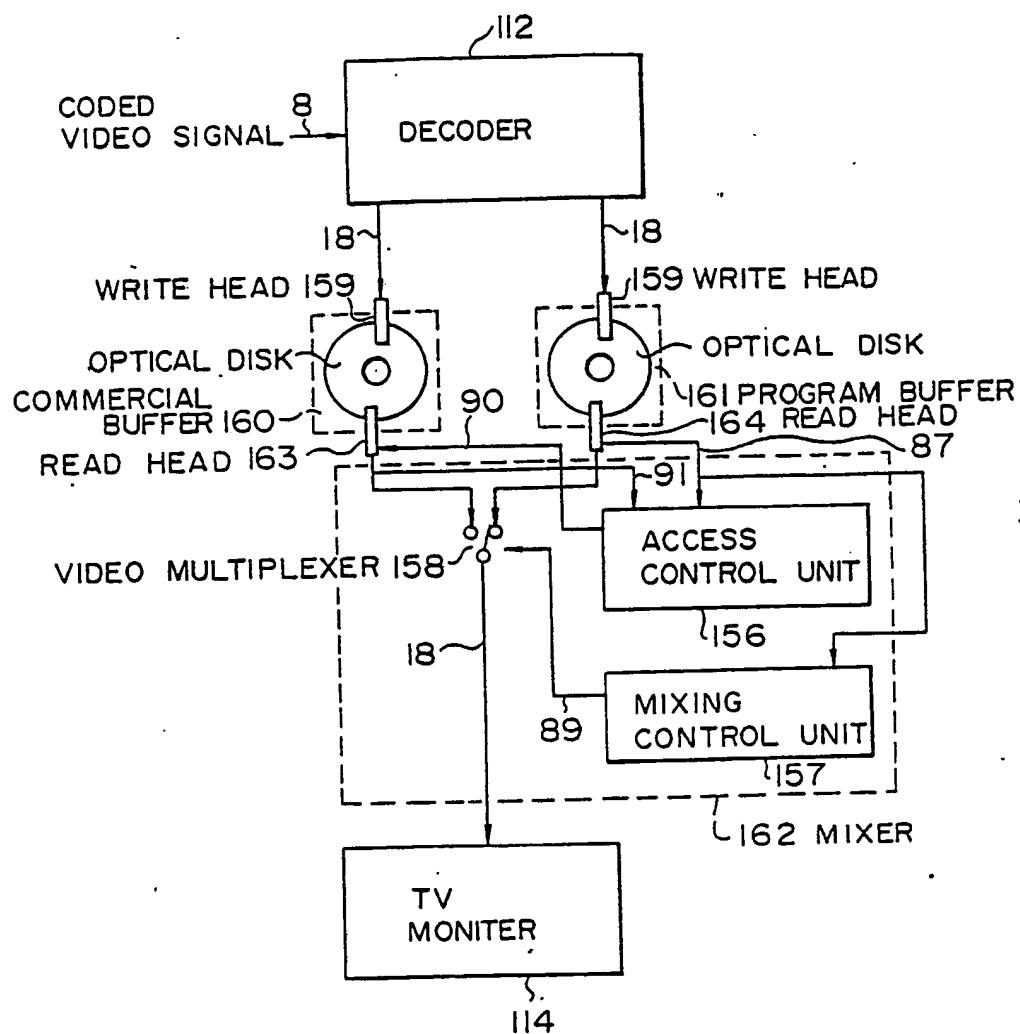 112
CODED
VIDEO SIGNAL
8
DECODER
18
18
WRITE HEAD 159
159 WRITE HEAD
OPTICAL DISK
OPTICAL DISK
COMMERCIAL
BUFFER 160
161 PROGRAM BUFFER
90
164 READ HEAD
READ HEAD 163
87
91
VIDEO MULTIPLEXER 158
ACCESS
CONTROL UNIT
156
18
MIXING
CONTROL UNIT
89
157
162 MIXER
TV
MONITER
114